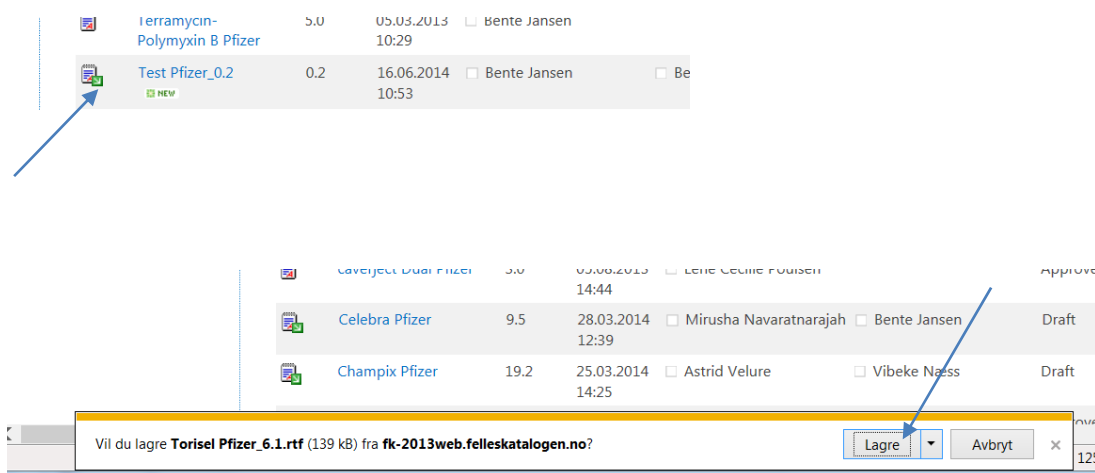 Terramycin- 5.0 05.03.2013 Bente Jansen
Polymyxin B Pfizer 10:29
Test Pfizer_0.2 0.2 16.06.2014 Bente Jansen Be
NEW 10:53
Caverject Dual Pfizer 3.0 05.08.2013 Lene Cecilie Poulsen Approve
14:44
Celebra Pfizer 9.5 28.03.2014 Mirusha Navaratnarajah Bente Jansen Draft
12:39
Champix Pfizer 19.2 25.03.2014 Astrid Velure Vibeke Næss Draft
14:25
ove
Vil du lagre Torisel Pfizer_6.1.rtf (139 kB) fra fk-2013web.felleskatalogen.no? Lagre Avbryt
125